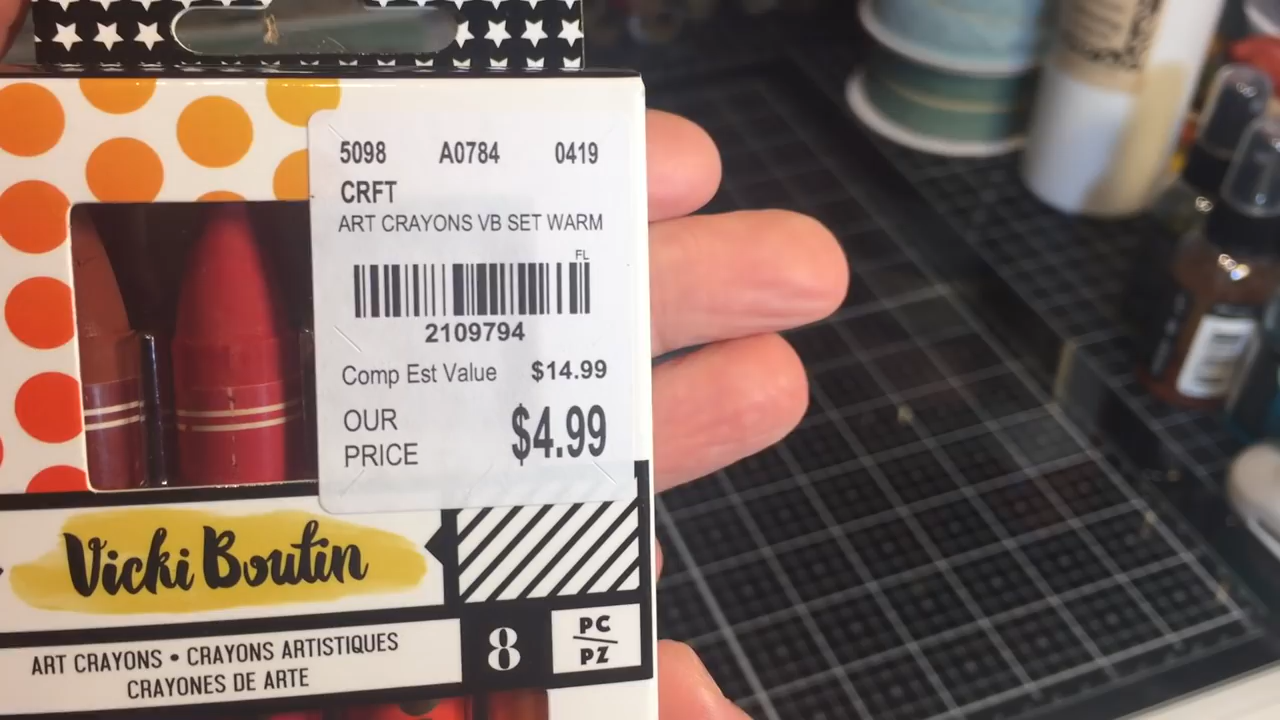 5098 A0784 0419
CRFT
ART CRAYONS VB SET WARM
FL
2109794
Comp Est Value $14.99
OUR
PRICE $4.99
Vicki Boutin
ART CRAYONS • CRAYONS ARTISTIQUES
CRAYONES DE ARTE
8
PC
PZ